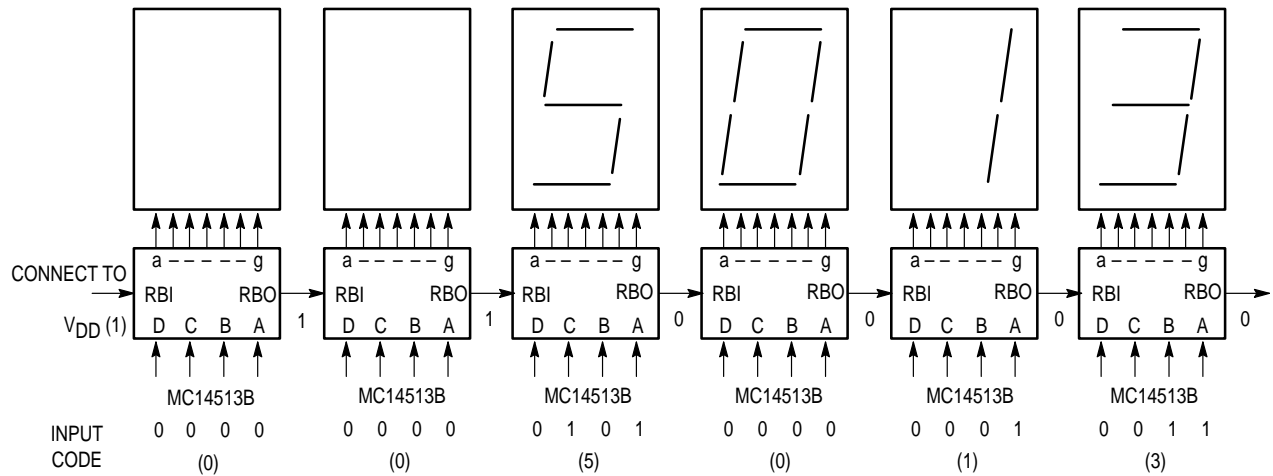 a - - - - - g a - - - - - g a - - - - - g a - - - - - g a - - - - - g a - - - - - g
CONNECT TO
RBI RBO RBI RBO RBI RBO RBI RBO RBI RBO RBI RBO
VDD (1) D C B A 1 D C B A 1 D C B A 0 D C B A 0 D C B A 0 D C B A 0
MC14513B MC14513B MC14513B MC14513B MC14513B MC14513B
INPUT 0 0 0 0 0 0 0 0 0 1 0 1 0 0 0 0 0 0 0 1 0 0 1 1
CODE (0) (0) (5) (0) (1) (3)